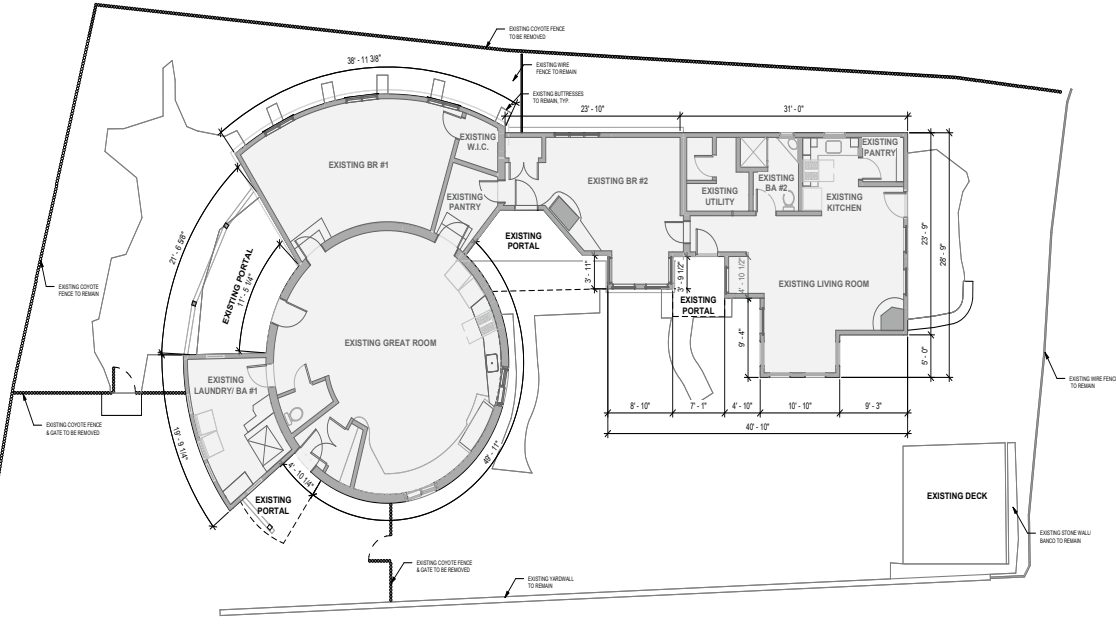 EXISTING COYOTE FENCE
TO BE REMOVED
EXISTING WIRE
FENCE TO REMAIN
38' - 11 3/8"
EXISTING BUTTRESSES
TO REMAIN, TYP.
23' - 10"
31' - 0"
EXISTING
W.I.C.
EXISTING BR #1
EXISTING
PANTRY
EXISTING BR #2
EXISTING
UTILITY
EXISTING
BA #2
EXISTING
KITCHEN
EXISTING
PANTRY
EXISTING
PORTAL
21' - 6 5/8"
EXISTING PORTAL
11' - 5 1/4"
3' - 11"
3' - 9 1/2"
4' - 10 1/2"
23' - 9"
28' - 9"
EXISTING COYOTE
FENCE TO REMAIN
EXISTING LIVING ROOM
EXISTING
PORTAL
EXISTING GREAT ROOM
9' - 4"
5' - 0"
EXISTING
LAUNDRY/ BA #1
EXISTING WIRE FENCE
TO REMAIN
8' - 10"
7' - 1"
4' - 10"
10' - 10"
9' - 3"
40' - 10"
EXISTING COYOTE FENCE
& GATE TO BE REMOVED
19' - 9 1/4"
49' - 11"
4' - 10 1/4"
EXISTING
PORTAL
EXISTING DECK
EXISTING STONE WALL/
BANCO TO REMAIN
EXISTING COYOTE FENCE
& GATE TO BE REMOVED
EXISTING YARDWALL
TO REMAIN